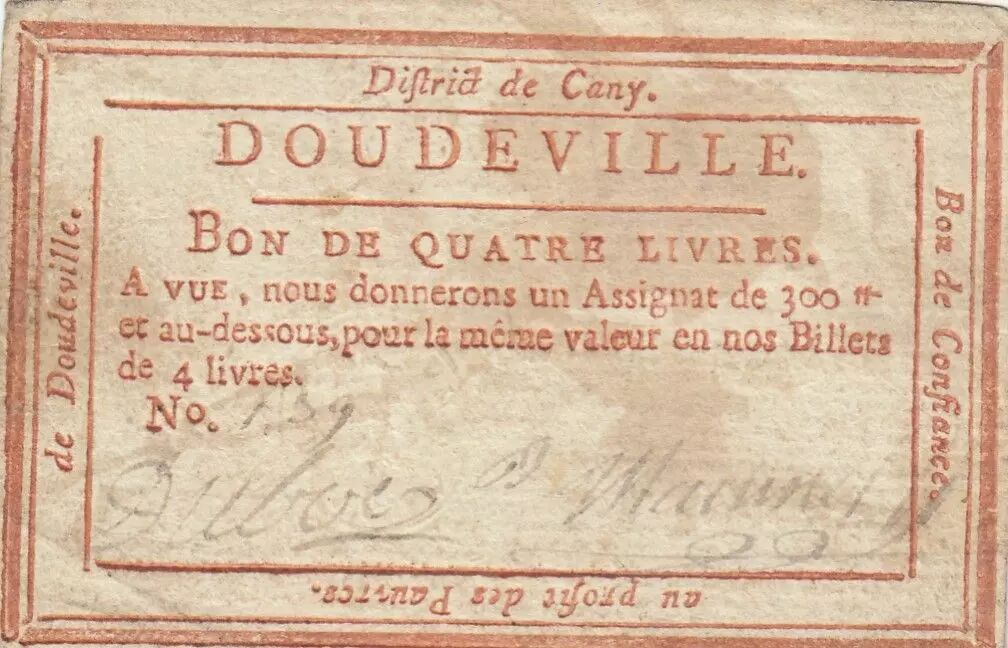 Diſtrict de Cany.
DOUDEVILLE.
BON DE QUATRE LIVRES.
A VUE, nous donnerons un Assignat de 300 ₶
et au-dessous, pour la même valeur en nos Billets
de 4 livres.
No. 139
Dubois
de Doudeville.
Bon de Confiance
au profit des Pauvres.